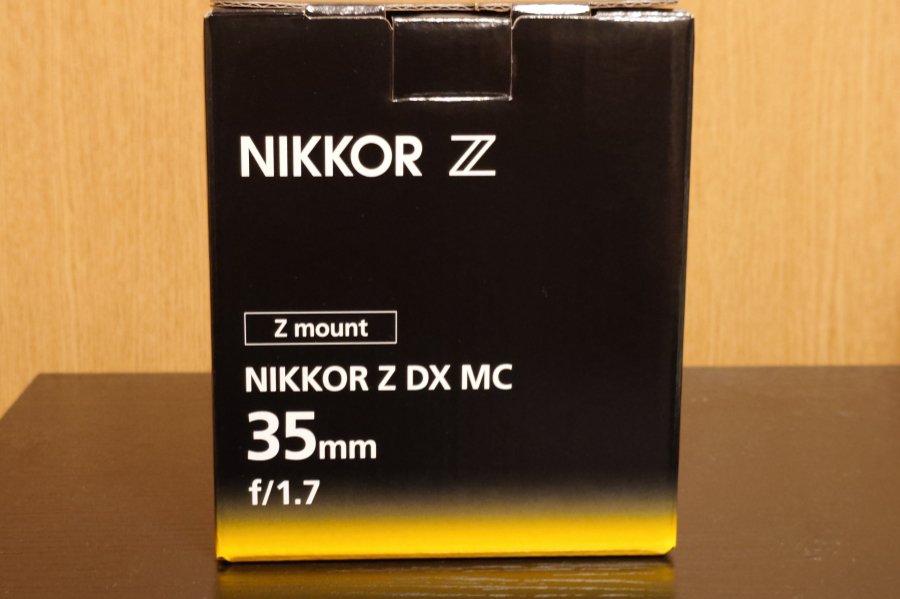 NIKKOR Z
Z mount
NIKKOR Z DX MC
35mm
f/1.7